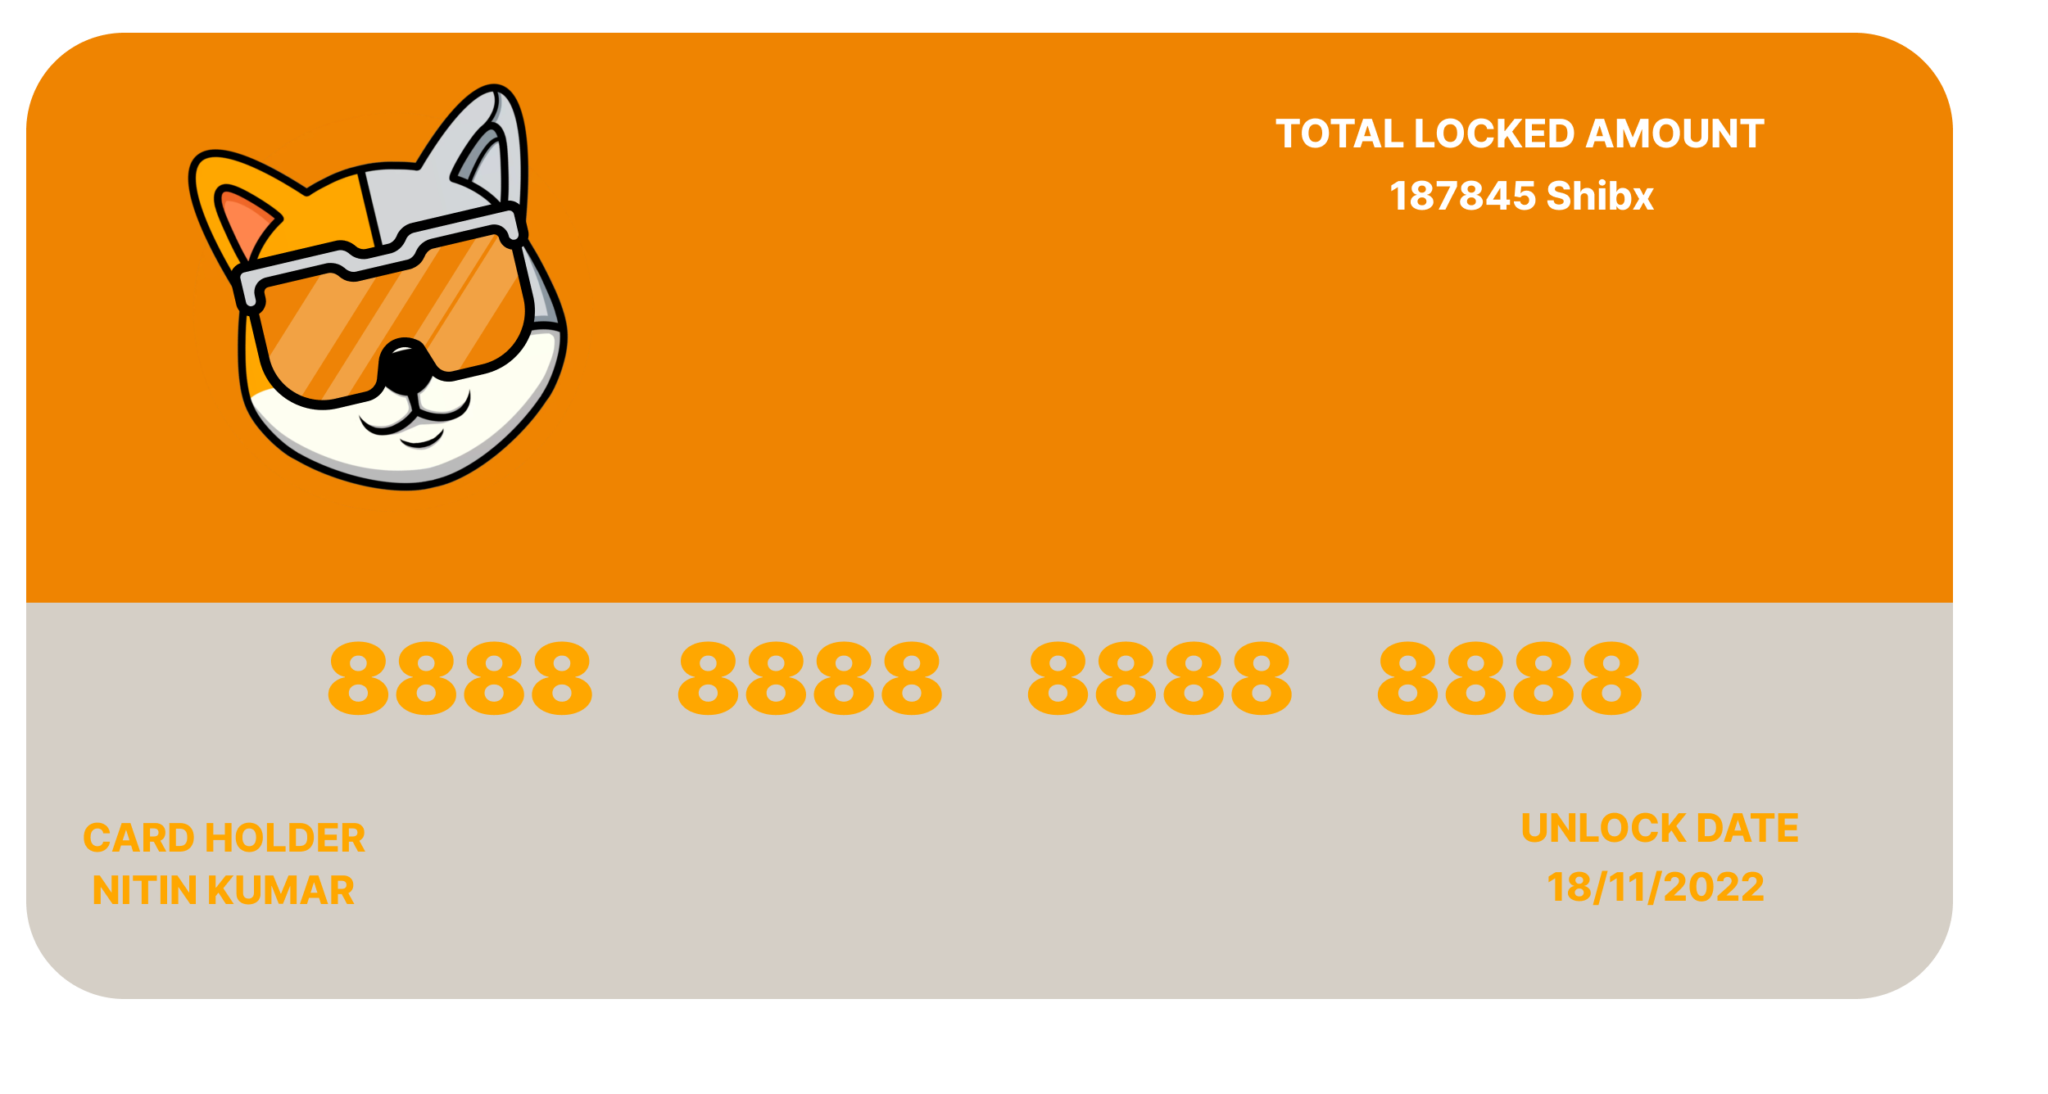 TOTAL LOCKED AMOUNT
187845 Shibx
8888 8888 8888 8888
CARD HOLDER
NITIN KUMAR
UNLOCK DATE
18/11/2022